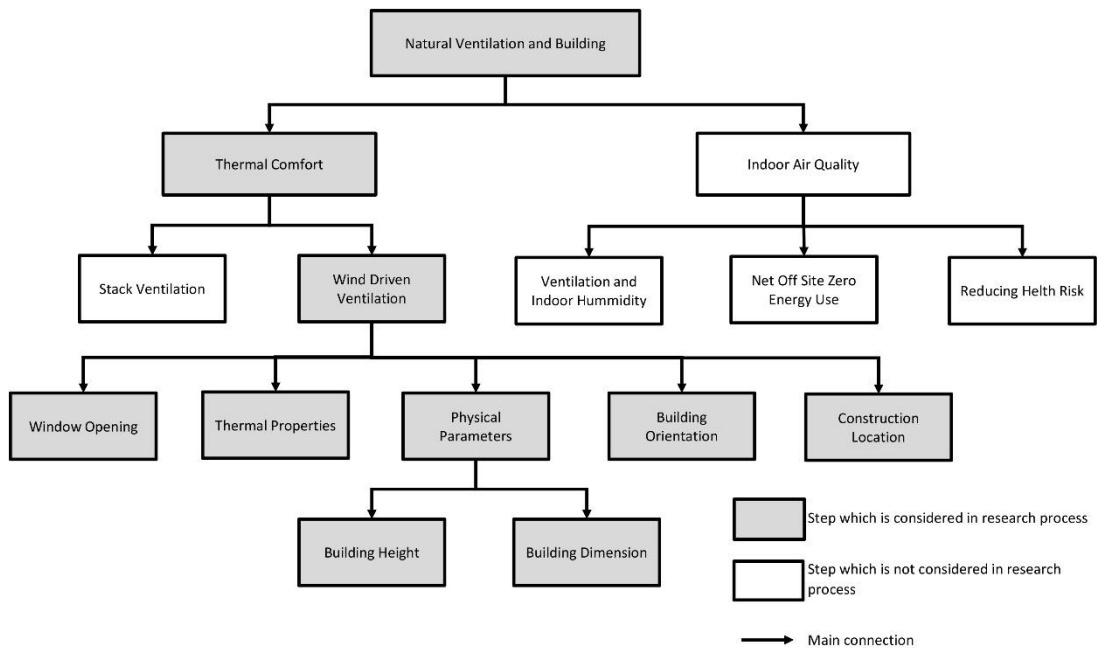 Natural Ventilation and Building
Thermal Comfort
Indoor Air Quality
Stack Ventilation
Wind Driven
Ventilation
Ventilation and
Indoor Hummidity
Net Off Site Zero
Energy Use
Reducing Helth Risk
Window Opening
Thermal Properties
Physical
Parameters
Building
Orientation
Construction
Location
Building Height
Building Dimension
Step which is considered in research process
Step which is not considered in research
process
Main connection